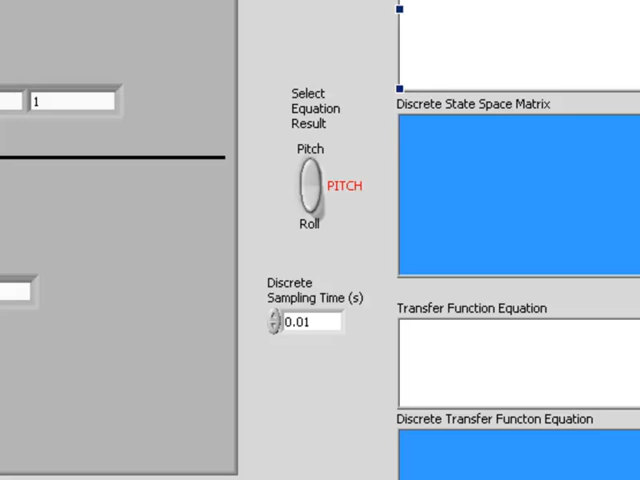 1
Select
Equation
Result
Pitch
PITCH
Roll
Discrete
Sampling Time (s)
0.01
Discrete State Space Matrix
Transfer Function Equation
Discrete Transfer Functon Equation